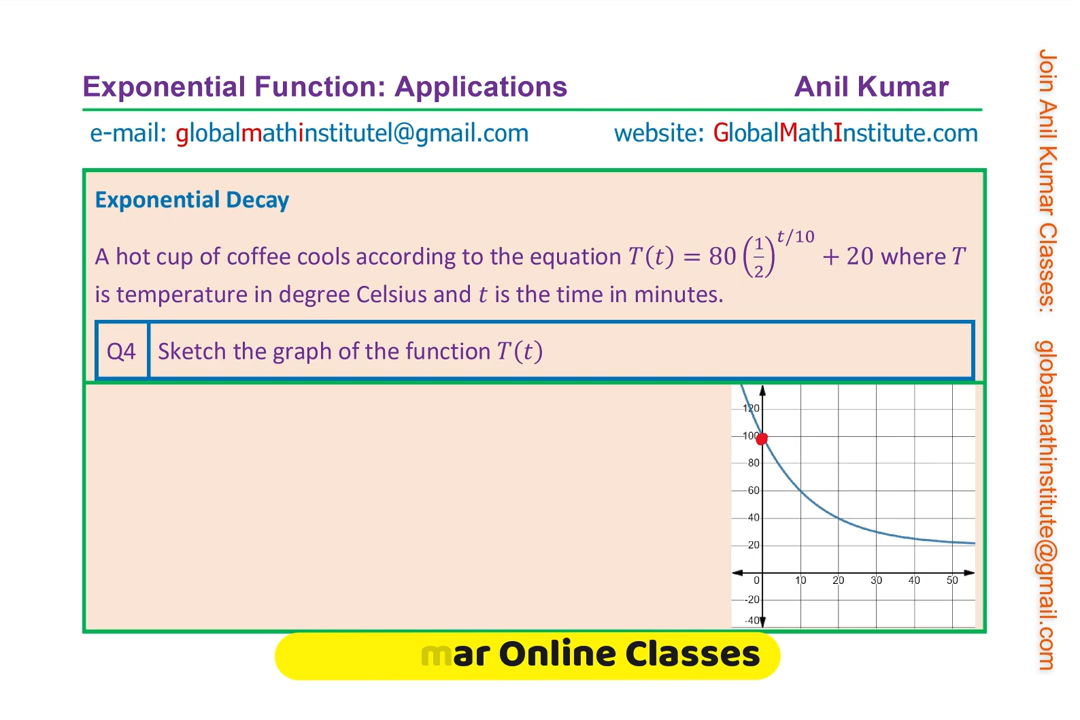 Exponential Function: Applications Anil Kumar
e-mail: globalmathinstitutel@gmail.com website: GlobalMathInstitute.com
Exponential Decay
A hot cup of coffee cools according to the equation T(t) = 80(1/2)^{t/10} + 20 where T
is temperature in degree Celsius and t is the time in minutes.
Q4 Sketch the graph of the function T(t)
120
100
80
60
40
20
0 10 20 30 40 50
-20
-40
mar Online Classes
Join Anil Kumar Classes: globalmathinstitute@gmail.com